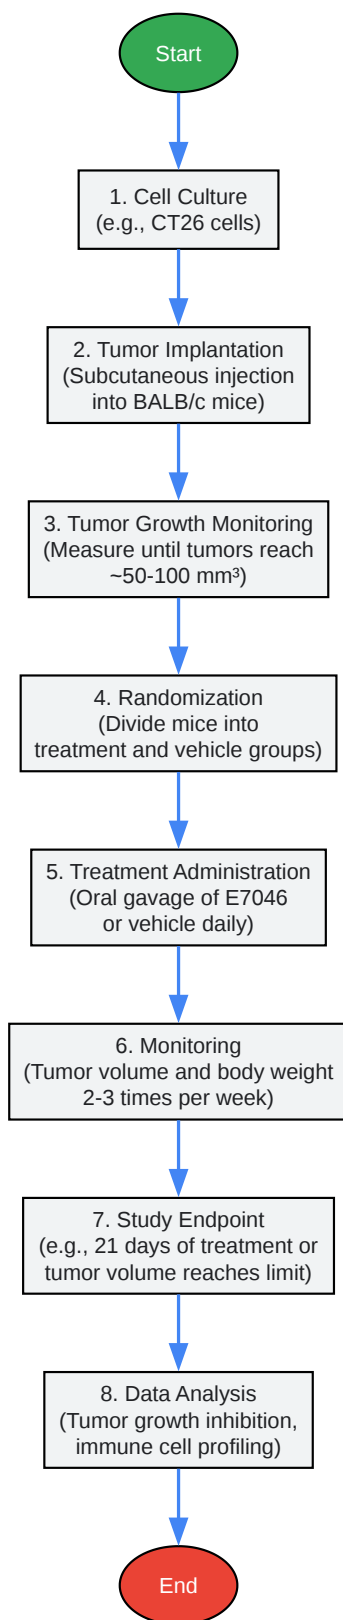 Start
1. Cell Culture
(e.g., CT26 cells)
2. Tumor Implantation
(Subcutaneous injection
into BALB/c mice)
3. Tumor Growth Monitoring
(Measure until tumors reach
~50-100 mm³)
4. Randomization
(Divide mice into
treatment and vehicle groups)
5. Treatment Administration
(Oral gavage of E7046
or vehicle daily)
6. Monitoring
(Tumor volume and body weight
2-3 times per week)
7. Study Endpoint
(e.g., 21 days of treatment or
tumor volume reaches limit)
8. Data Analysis
(Tumor growth inhibition,
immune cell profiling)
End